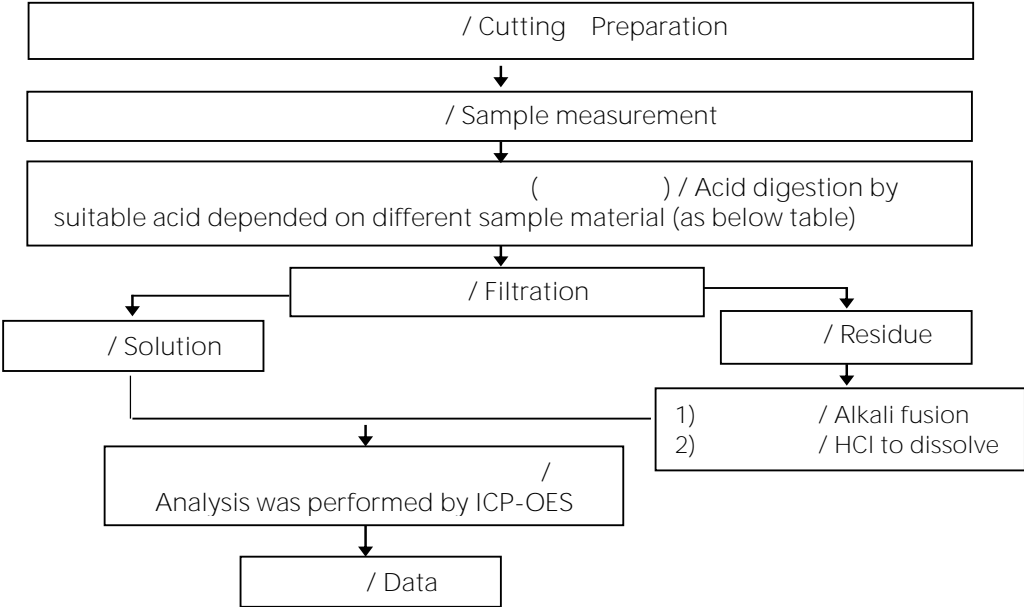 / Cutting Preparation
/ Sample measurement
( ) / Acid digestion by
suitable acid depended on different sample material (as below table)
/ Filtration
/ Solution
/ Residue
1) / Alkali fusion
2) / HCl to dissolve
/
Analysis was performed by ICP-OES
/ Data